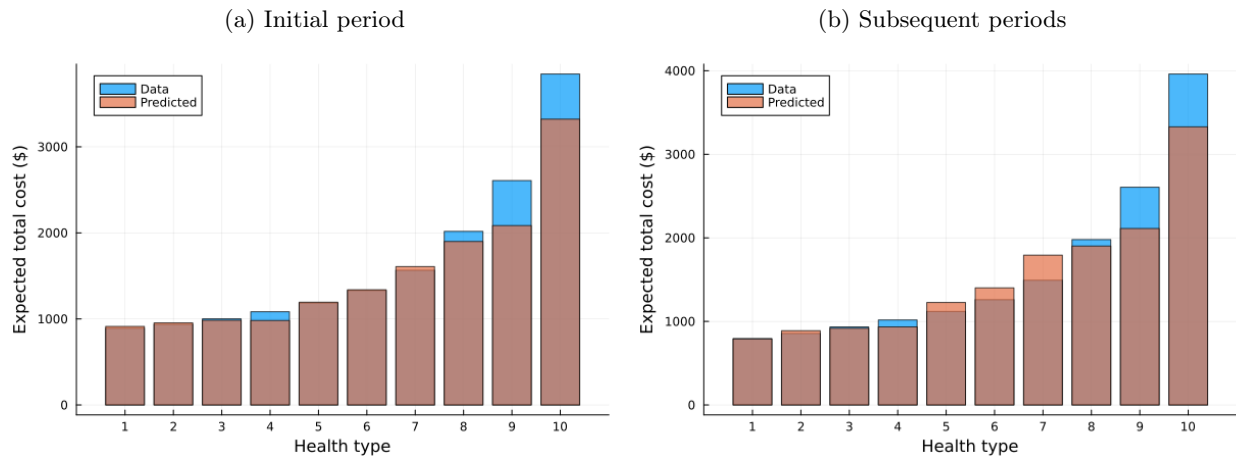 (a) Initial period
Data
Predicted
Expected total cost ($)
3000
2000
1000
0
1 2 3 4 5 6 7 8 9 10
Health type
(b) Subsequent periods
Data
Predicted
Expected total cost ($)
4000
3000
2000
1000
0
1 2 3 4 5 6 7 8 9 10
Health type